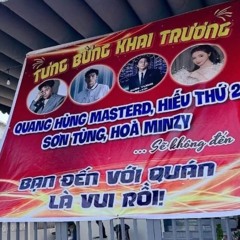 TƯNG BỪNG KHAI TRƯƠNG
QUANG HÙNG MASTERD, HIẾU THỨ 2
SƠN TÙNG, HOÀ MINZY
... Sẽ không đến
BẠN ĐẾN VỚI QUÁN
LÀ VUI RỒI!